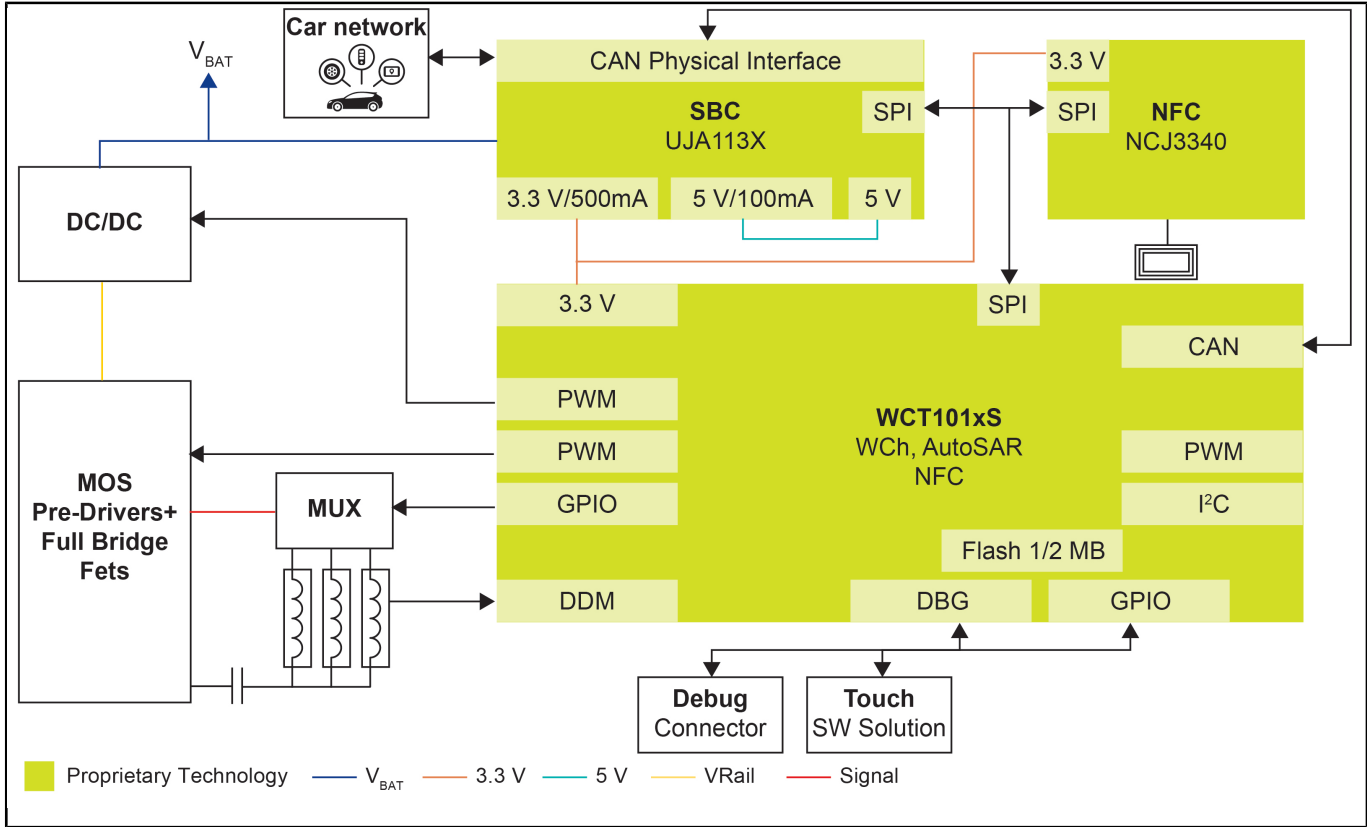 Car network
V BAT
CAN Physical Interface
SBC
UJA113X
SPI
3.3 V
SPI
NFC
NCJ3340
3.3 V/500mA
5 V/100mA
5 V
DC/DC
3.3 V
SPI
CAN
PWM
WCT101xS
WCh, AutoSAR
NFC
PWM
PWM
MOS
Pre-Drivers+
Full Bridge
Fets
MUX
GPIO
I²C
Flash 1/2 MB
DDM
DBG
GPIO
Debug
Connector
Touch
SW Solution
Proprietary Technology
V BAT
3.3 V
5 V
VRail
Signal